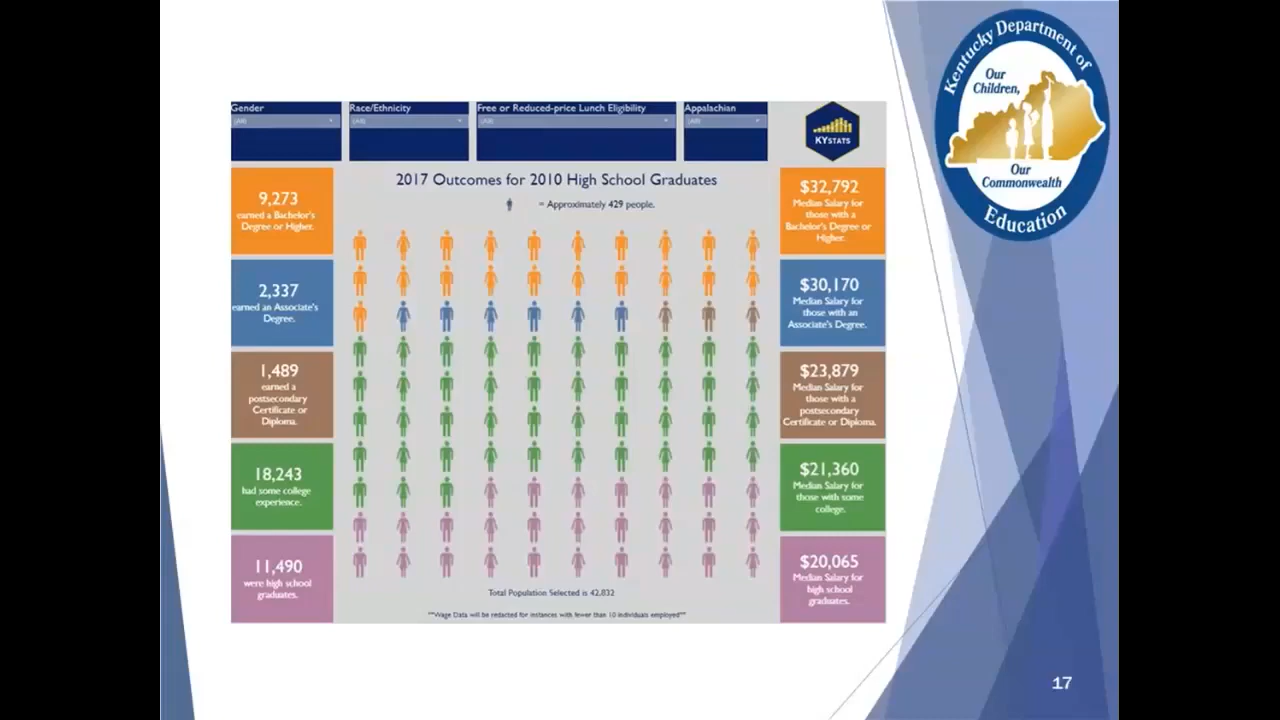 Gender
Race/Ethnicity
Free or Reduced-price Lunch Eligibility
Appalachian
(All)
(All)
(All)
(All)
KYSTATS
Kentucky Department of
Education
Our
Children,
Our
Commonwealth
2017 Outcomes for 2010 High School Graduates
= Approximately 429 people.
9,273
earned a Bachelor's
Degree or Higher.
2,337
earned an Associate's
Degree.
1,489
earned a
postsecondary
Certificate or
Diploma.
18,243
had some college
experience.
11,490
were high school
graduates.
$32,792
Median Salary for
those with a
Bachelor's Degree or
Higher.
$30,170
Median Salary for
those with an
Associate's Degree.
$23,879
Median Salary for
those with a
postsecondary
Certificate or Diploma.
$21,360
Median Salary for
those with some
college.
$20,065
Median Salary for
high school
graduates.
Total Population Selected is 42,832
**Wage Data will be redacted for instances with fewer than 10 individuals employed**
17